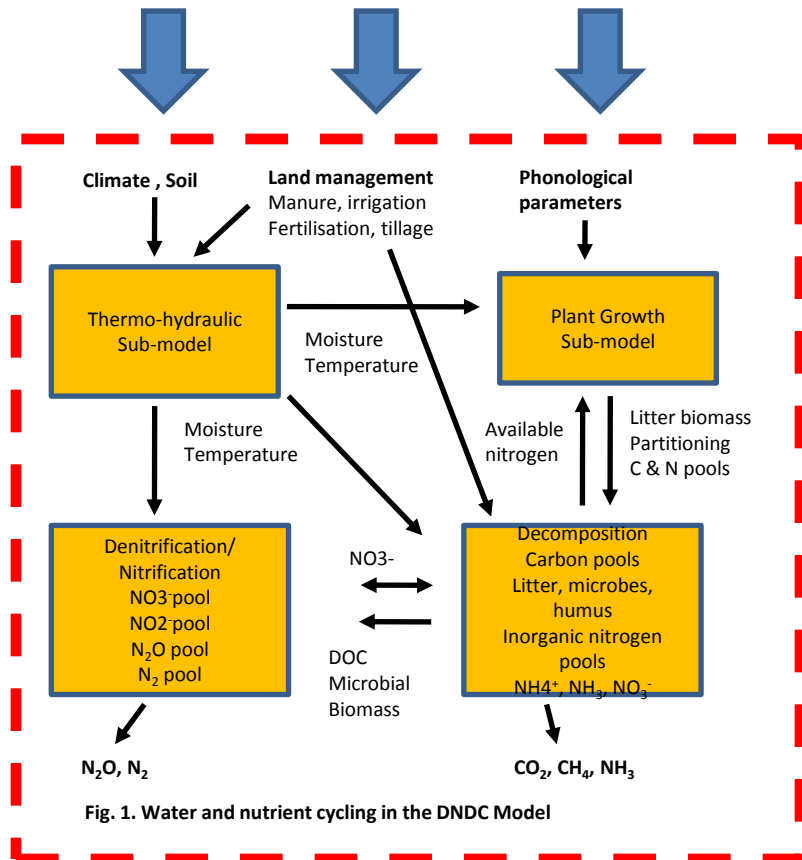 Climate , Soil
Land management
Manure, irrigation
Fertilisation, tillage
Phonological
parameters
Thermo-hydraulic
Sub-model
Moisture
Temperature
Plant Growth
Sub-model
Moisture
Temperature
Available
nitrogen
Litter biomass
Partitioning
C & N pools
Denitrification/
Nitrification
NO3⁻pool
NO2⁻pool
N₂O pool
N₂ pool
NO3-
DOC
Microbial
Biomass
Decomposition
Carbon pools
Litter, microbes,
humus
Inorganic nitrogen
pools
NH4⁺, NH₃, NO₃⁻
N₂O, N₂
CO₂, CH₄, NH₃
Fig. 1. Water and nutrient cycling in the DNDC Model